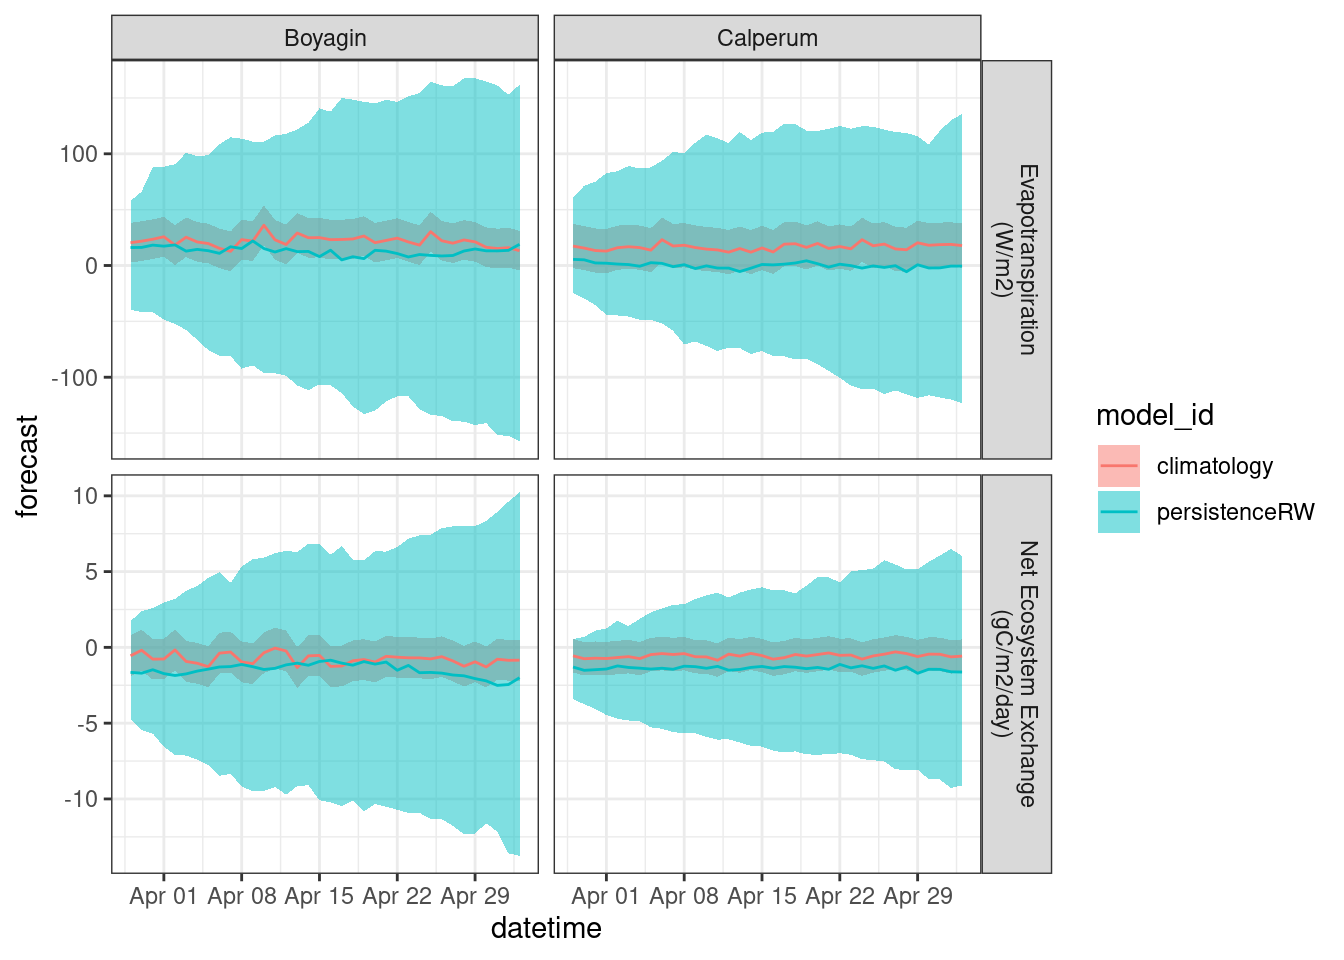 Boyagin
Calperum
100
0
-100
Evapotranspiration
(W/m2)
forecast
10
5
0
-5
-10
Net Ecosystem Exchange
(gC/m2/day)
Apr 01 Apr 08 Apr 15 Apr 22 Apr 29
Apr 01 Apr 08 Apr 15 Apr 22 Apr 29
datetime
model_id
climatology
persistenceRW